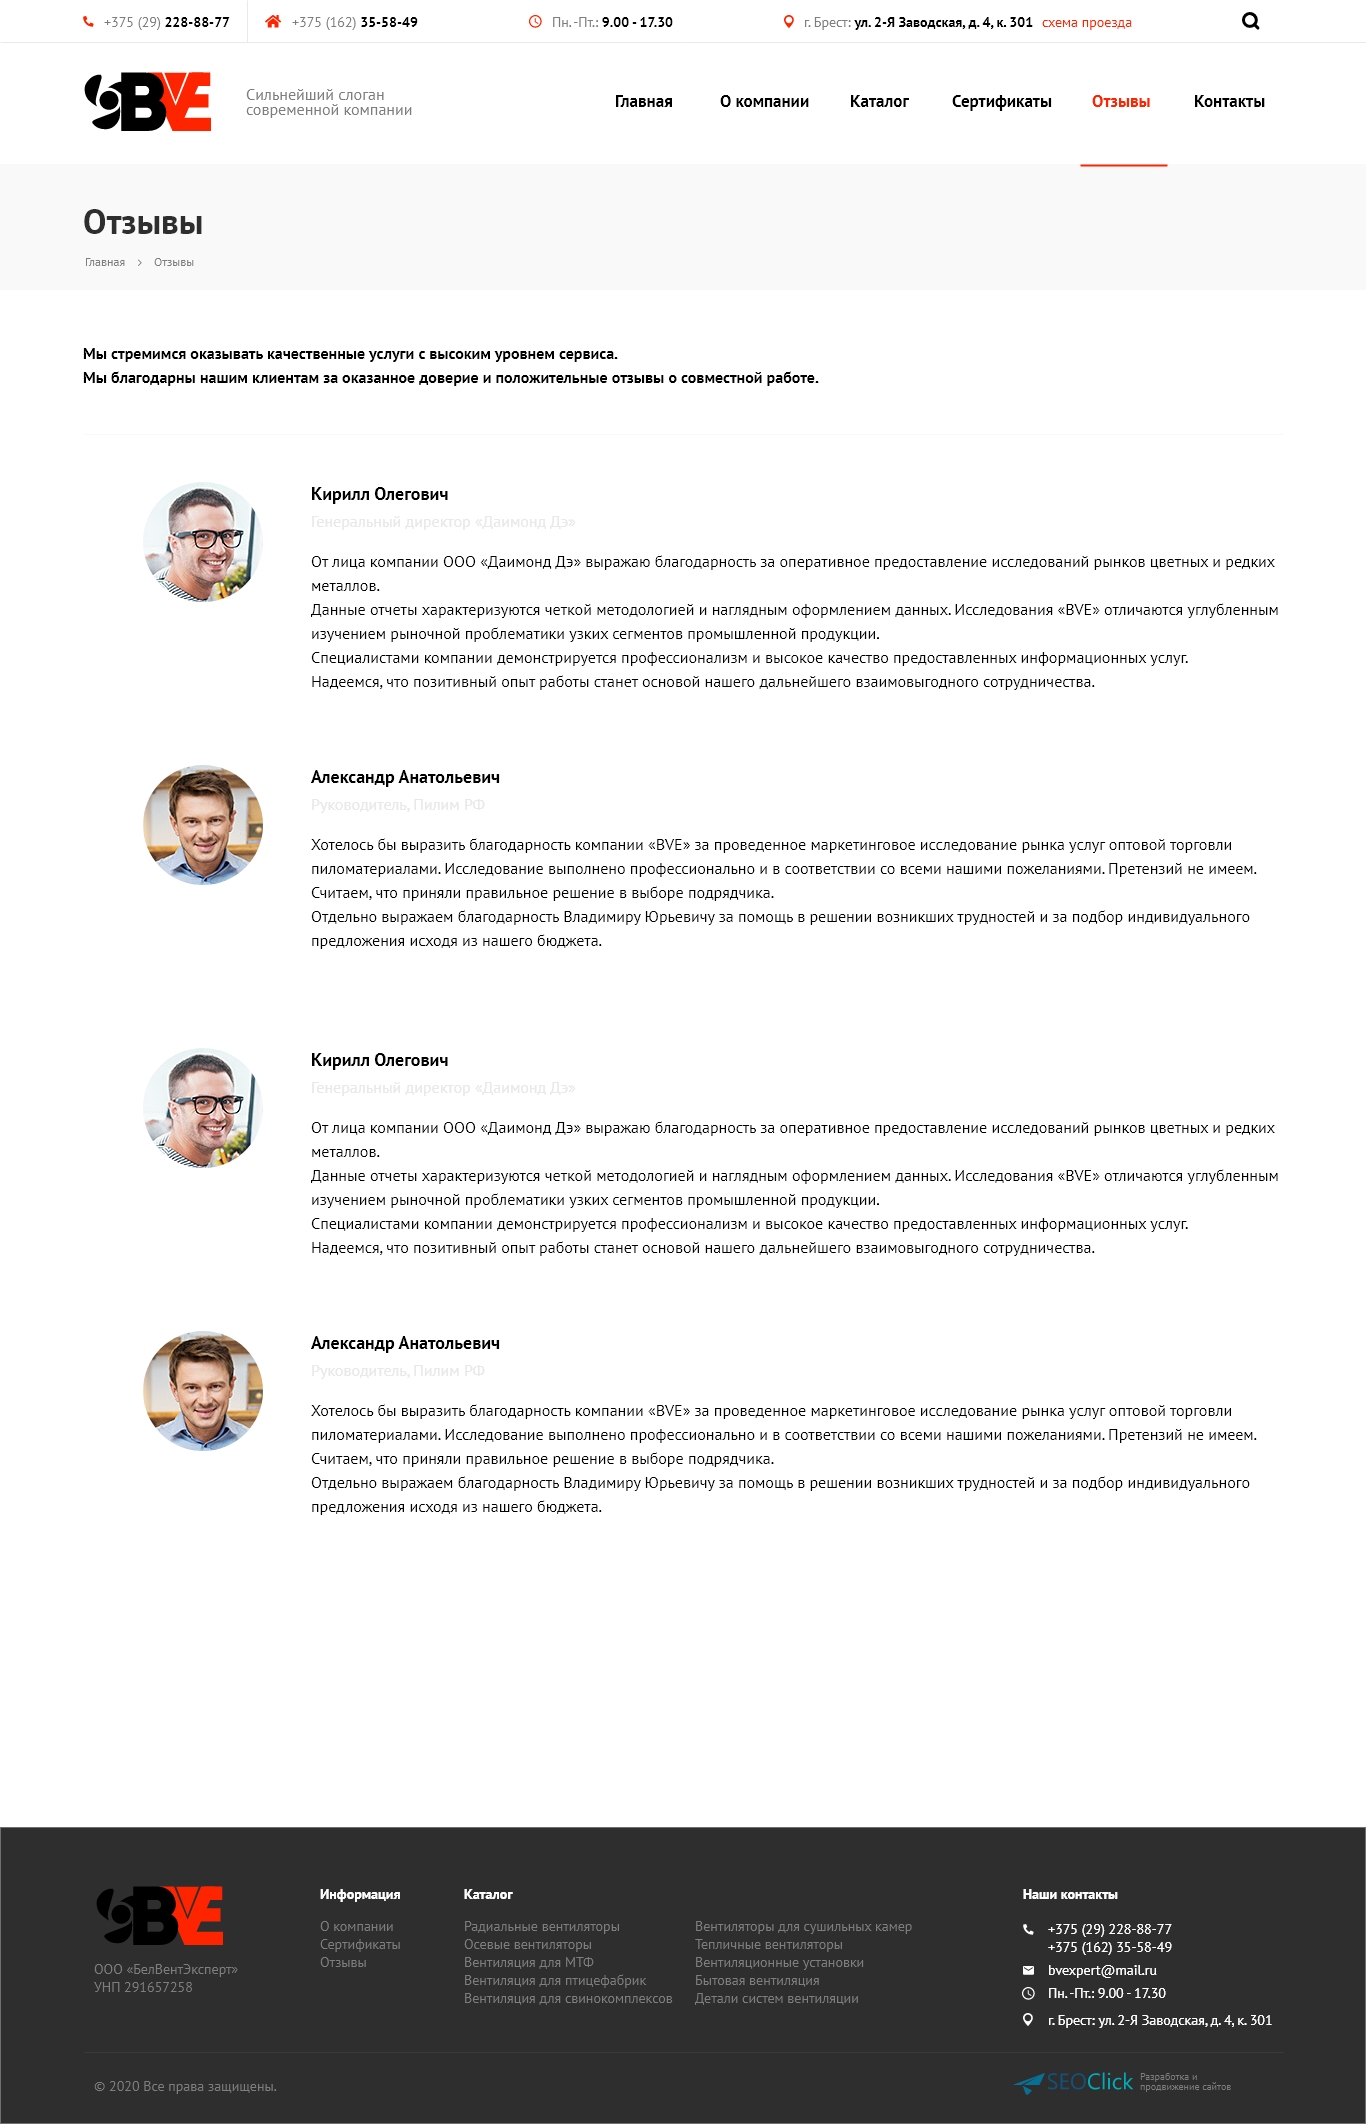 +375 (29) 228-88-77
+375 (162) 35-58-49
Пн.-Пт.: 9.00 - 17.30
г. Брест: ул. 2-Я Заводская, д. 4, к. 301 схема проезда
BVE
Сильнейший слоган
современной компании
Главная
О компании
Каталог
Сертификаты
Отзывы
Контакты
Отзывы
Главная > Отзывы
Мы стремимся оказывать качественные услуги с высоким уровнем сервиса.
Мы благодарны нашим клиентам за оказанное доверие и положительные отзывы о совместной работе.
Кирилл Олегович
Генеральный директор «Даимонд Дэ»
От лица компании ООО «Даимонд Дэ» выражаю благодарность за оперативное предоставление исследований рынков цветных и редких
металлов.
Данные отчеты характеризуются четкой методологией и наглядным оформлением данных. Исследования «BVE» отличаются углубленным
изучением рыночной проблематики узких сегментов промышленной продукции.
Специалистами компании демонстрируется профессионализм и высокое качество предоставленных информационных услуг.
Надеемся, что позитивный опыт работы станет основой нашего дальнейшего взаимовыгодного сотрудничества.
Александр Анатольевич
Руководитель, Пилим РФ
Хотелось бы выразить благодарность компании «BVE» за проведенное маркетинговое исследование рынка услуг оптовой торговли
пиломатериалами. Исследование выполнено профессионально и в соответствии со всеми нашими пожеланиями. Претензий не имеем.
Считаем, что приняли правильное решение в выборе подрядчика.
Отдельно выражаем благодарность Владимиру Юрьевичу за помощь в решении возникших трудностей и за подбор индивидуального
предложения исходя из нашего бюджета.
Кирилл Олегович
Генеральный директор «Даимонд Дэ»
От лица компании ООО «Даимонд Дэ» выражаю благодарность за оперативное предоставление исследований рынков цветных и редких
металлов.
Данные отчеты характеризуются четкой методологией и наглядным оформлением данных. Исследования «BVE» отличаются углубленным
изучением рыночной проблематики узких сегментов промышленной продукции.
Специалистами компании демонстрируется профессионализм и высокое качество предоставленных информационных услуг.
Надеемся, что позитивный опыт работы станет основой нашего дальнейшего взаимовыгодного сотрудничества.
Александр Анатольевич
Руководитель, Пилим РФ
Хотелось бы выразить благодарность компании «BVE» за проведенное маркетинговое исследование рынка услуг оптовой торговли
пиломатериалами. Исследование выполнено профессионально и в соответствии со всеми нашими пожеланиями. Претензий не имеем.
Считаем, что приняли правильное решение в выборе подрядчика.
Отдельно выражаем благодарность Владимиру Юрьевичу за помощь в решении возникших трудностей и за подбор индивидуального
предложения исходя из нашего бюджета.
BVE
ООО «БелВентЭксперт»
УНП 291657258
Информация
О компании
Сертификаты
Отзывы
Каталог
Радиальные вентиляторы
Осевые вентиляторы
Вентиляция для МТФ
Вентиляция для птицефабрик
Вентиляция для свинокомплексов
Вентиляторы для сушильных камер
Тепличные вентиляторы
Вентиляционные установки
Бытовая вентиляция
Детали систем вентиляции
Наши контакты
+375 (29) 228-88-77
+375 (162) 35-58-49
bvexpert@mail.ru
Пн.-Пт.: 9.00 - 17.30
г. Брест: ул. 2-Я Заводская, д. 4, к. 301
© 2020 Все права защищены.
SEOClick
Разработка и
продвижение сайтов